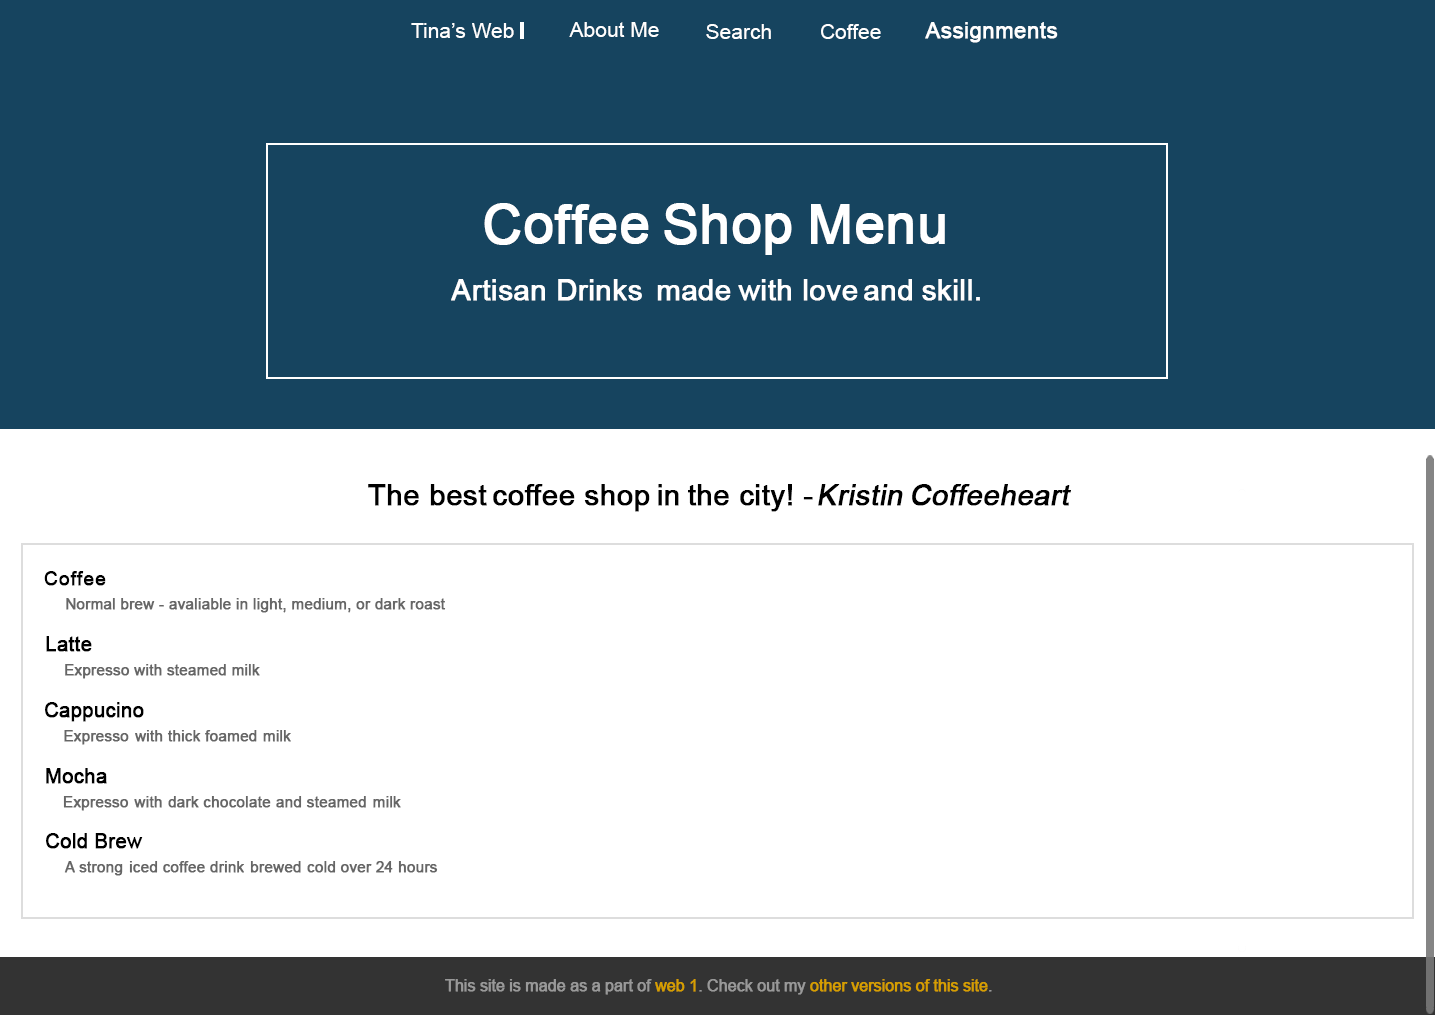 Tina’s Web I About Me Search Coffee Assignments
Coffee Shop Menu
Artisan Drinks made with love and skill.
The best coffee shop in the city! - Kristin Coffeeheart
Coffee
Normal brew - avaliable in light, medium, or dark roast
Latte
Expresso with steamed milk
Cappucino
Expresso with thick foamed milk
Mocha
Expresso with dark chocolate and steamed milk
Cold Brew
A strong iced coffee drink brewed cold over 24 hours
This site is made as a part of web 1. Check out my other versions of this site.